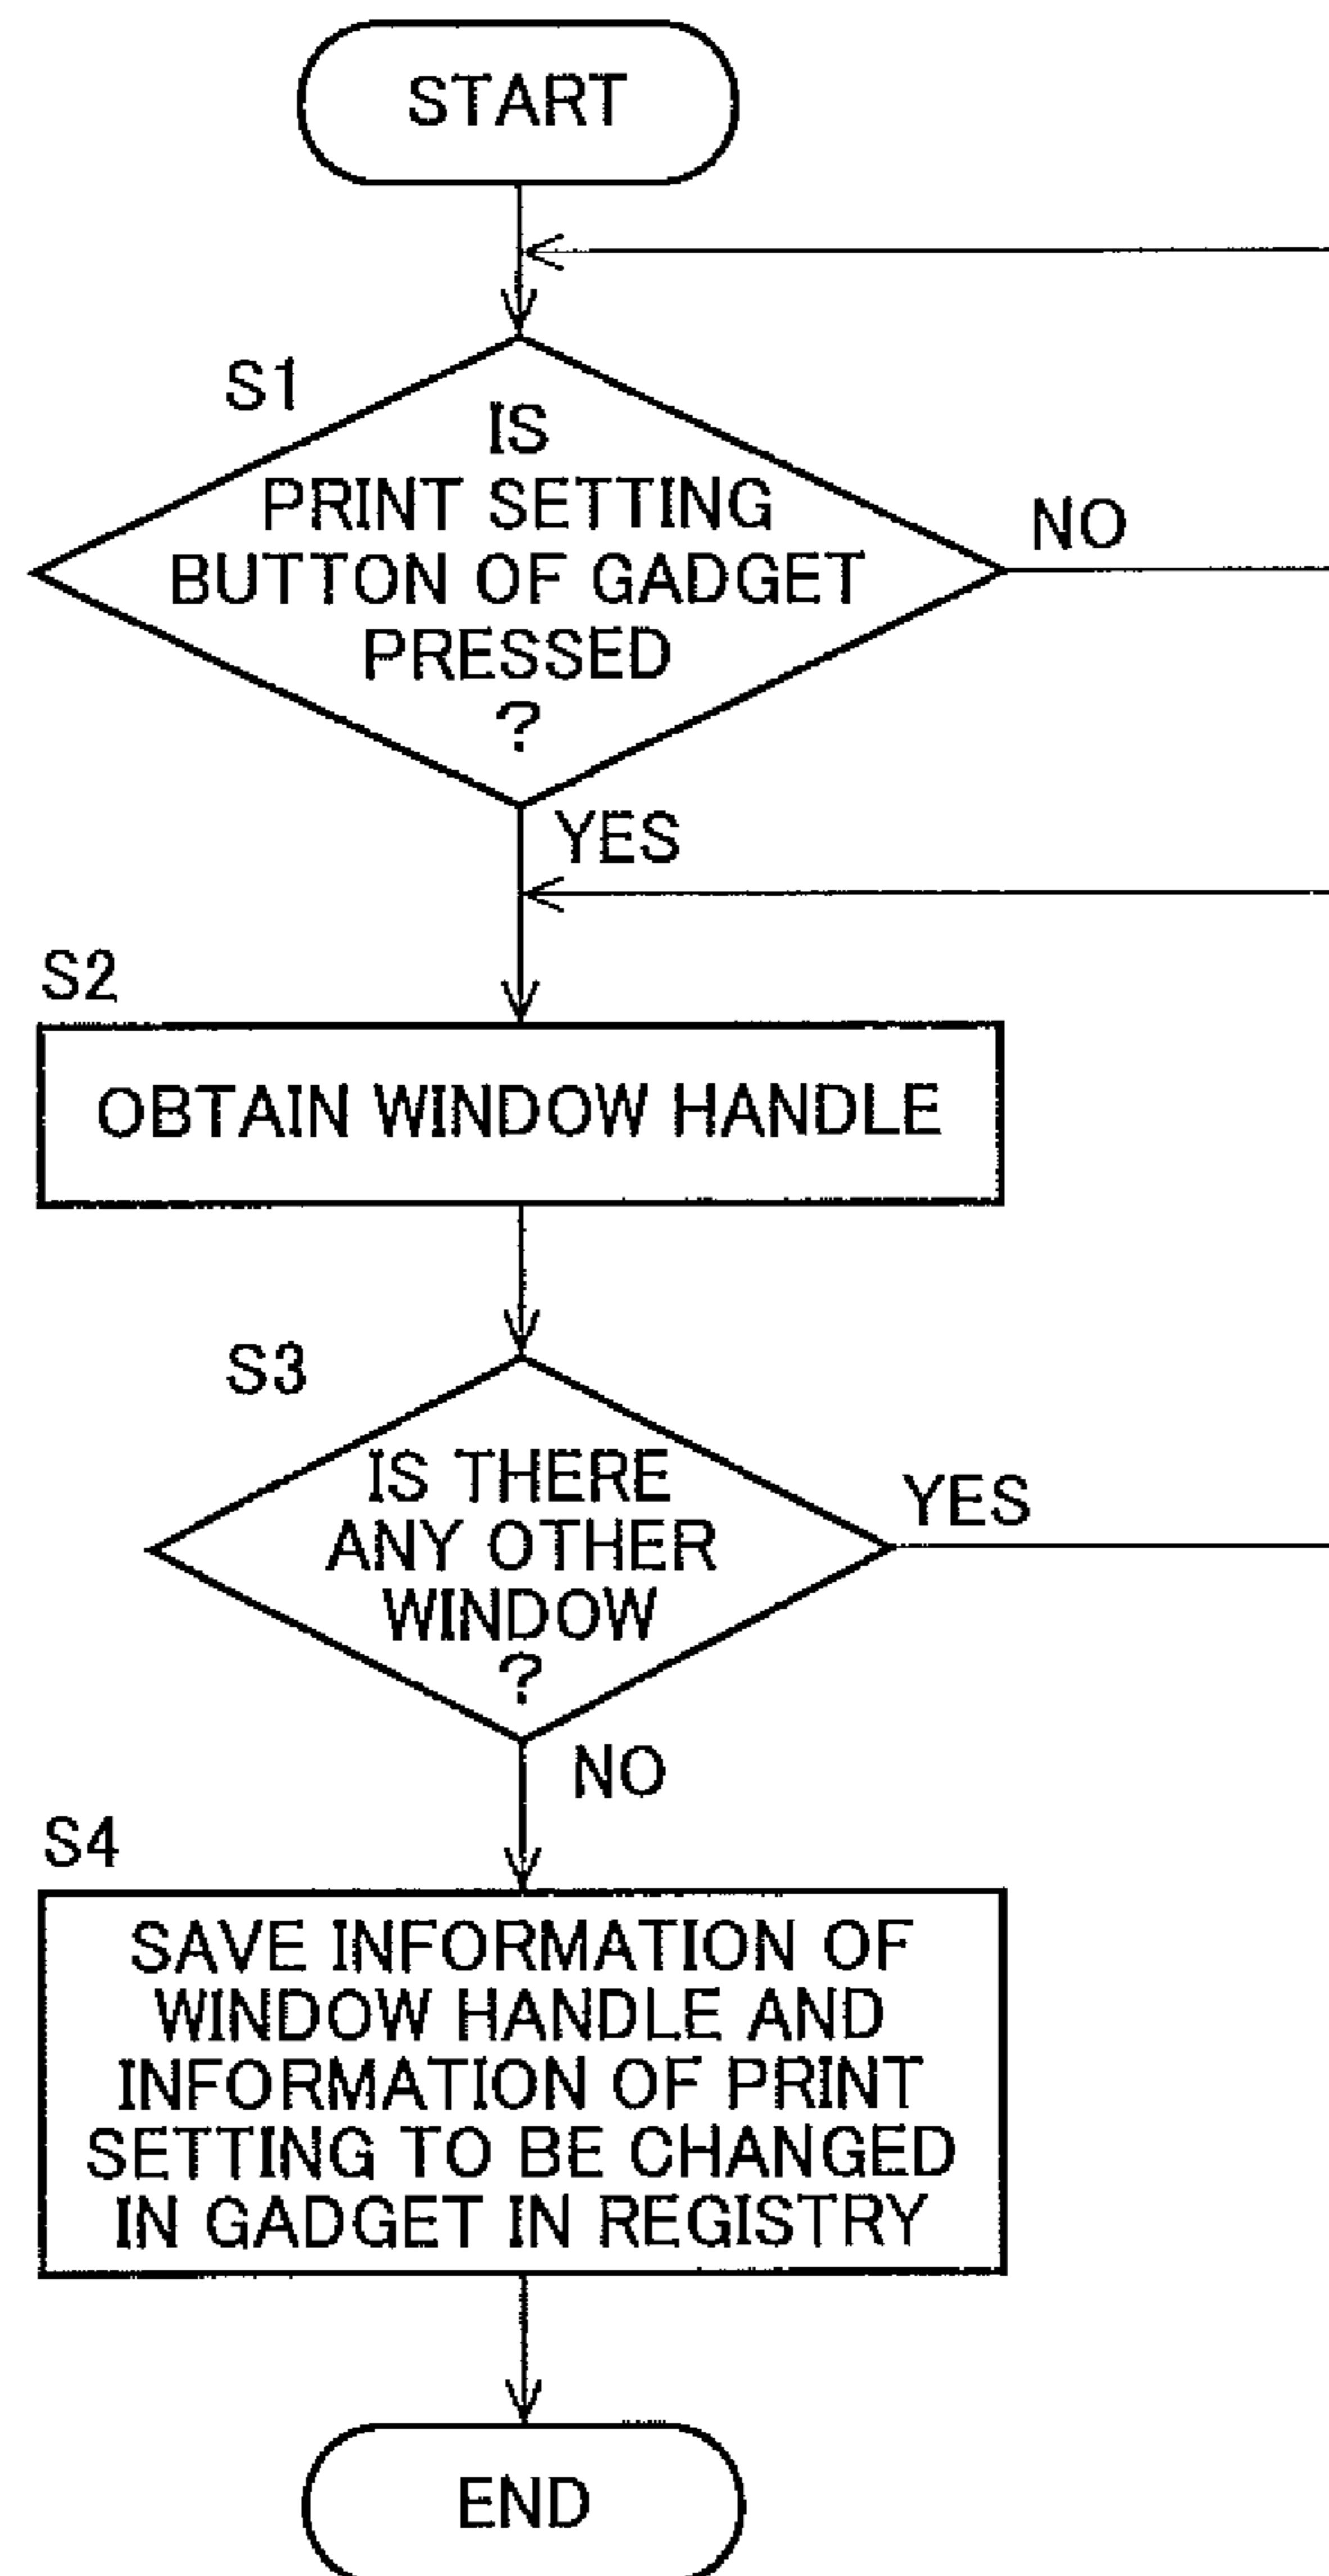 START
S1
IS
PRINT SETTING
BUTTON OF GADGET
PRESSED
?
NO
YES
S2
OBTAIN WINDOW HANDLE
S3
IS THERE
ANY OTHER
WINDOW
?
YES
NO
S4
SAVE INFORMATION OF
WINDOW HANDLE AND
INFORMATION OF PRINT
SETTING TO BE CHANGED
IN GADGET IN REGISTRY
END